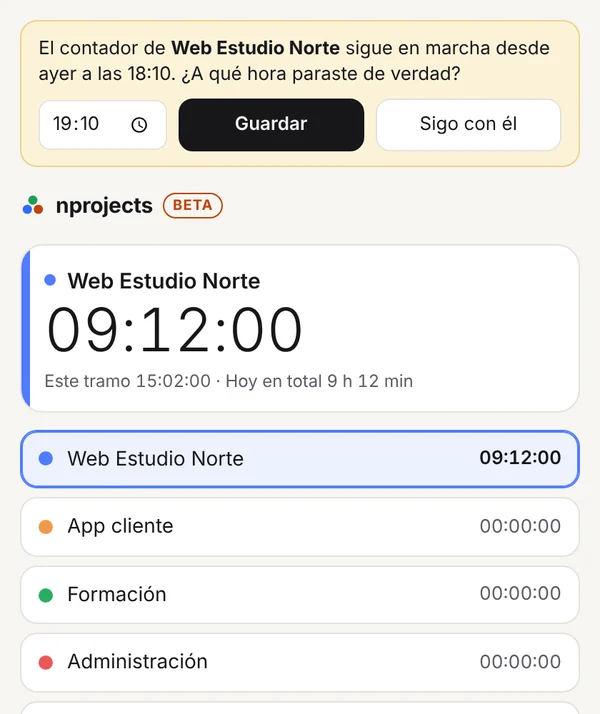 El contador de Web Estudio Norte sigue en marcha desde
ayer a las 18:10. ¿A qué hora paraste de verdad?
19:10
Guardar
Sigo con él
nprojects BETA
Web Estudio Norte
09:12:00
Este tramo 15:02:00 · Hoy en total 9 h 12 min
Web Estudio Norte 09:12:00
App cliente 00:00:00
Formación 00:00:00
Administración 00:00:00